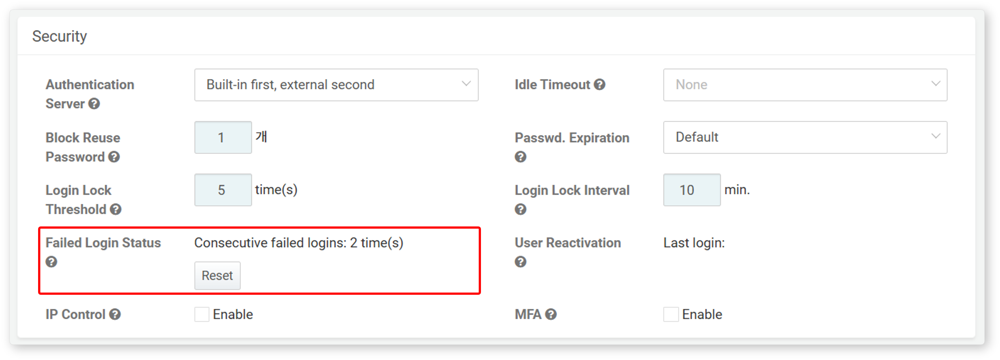 Security
Authentication
Server
Built-in first, external second
Idle Timeout
None
Block Reuse
Password
1 개
Passwd. Expiration
Default
Login Lock
Threshold
5 time(s)
Login Lock Interval
10 min.
Failed Login Status
Consecutive failed logins: 2 time(s)
Reset
User Reactivation
Last login:
IP Control
Enable
MFA
Enable